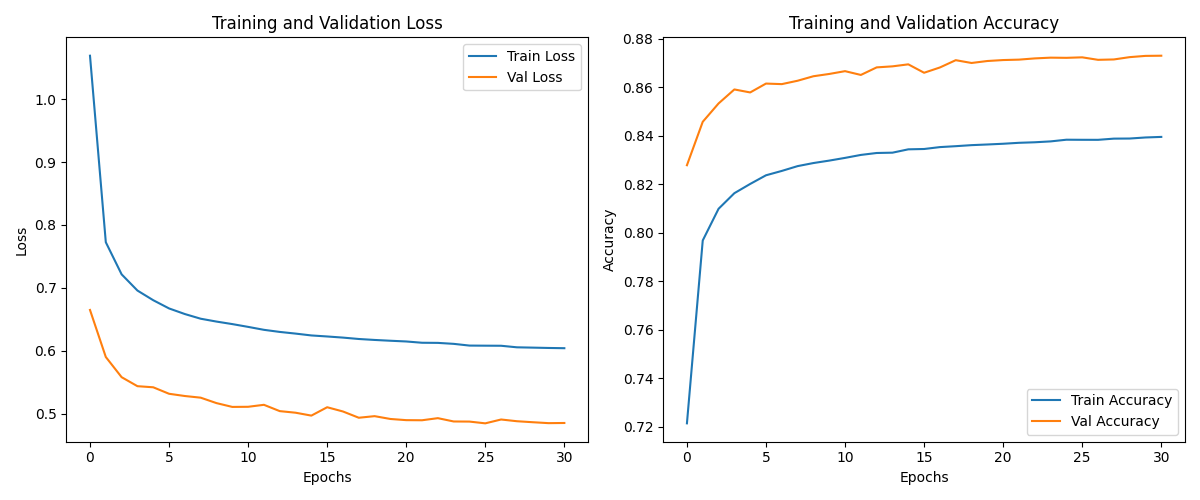 Training and Validation Loss
Train Loss
Val Loss
1.0
0.9
0.8
0.7
0.6
0.5
Loss
0 5 10 15 20 25 30
Epochs
Training and Validation Accuracy
0.88
0.86
0.84
0.82
0.80
0.78
0.76
0.74
0.72
Accuracy
Train Accuracy
Val Accuracy
0 5 10 15 20 25 30
Epochs